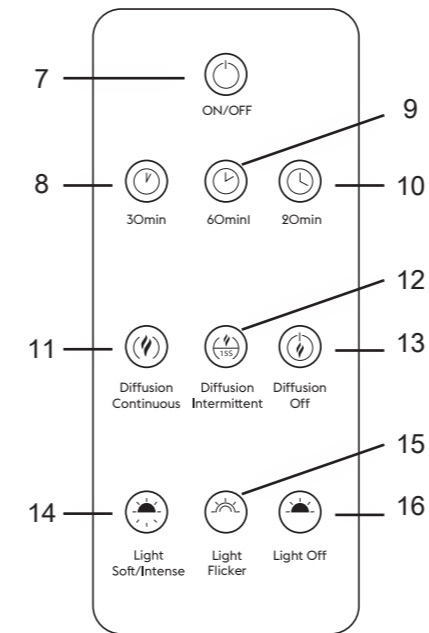 7
ON/OFF
9
8
10
30min
60minl
20min
12
11
15S
13
Diffusion Continuous
Diffusion Intermittent
Diffusion Off
15
14
16
Light Soft/Intense
Light Flicker
Light Off